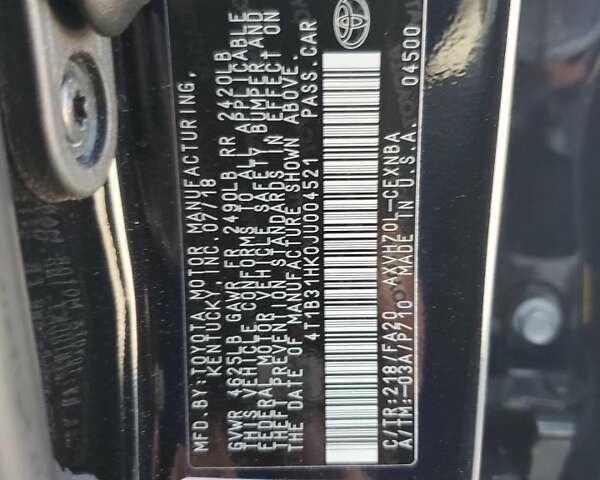 MFD. BY: TOYOTA MOTOR MANUFACTURING,
KENTUCKY, INC. 07/18
GVWR 4625LB GAWR FR 2490LB RR 2420LB
THIS VEHICLE CONFORMS TO ALL APPLICABLE
FEDERAL MOTOR VEHICLE SAFETY, BUMPER, AND
THEFT PREVENTION STANDARDS IN EFFECT ON
THE DATE OF MANUFACTURE SHOWN ABOVE.
4T1B31HK5JU004521 PASS. CAR
C/TR:218/FA20 AXVH70L-CEXNBA
A/TM:-03A/P710 MADE IN U.S.A. 04500